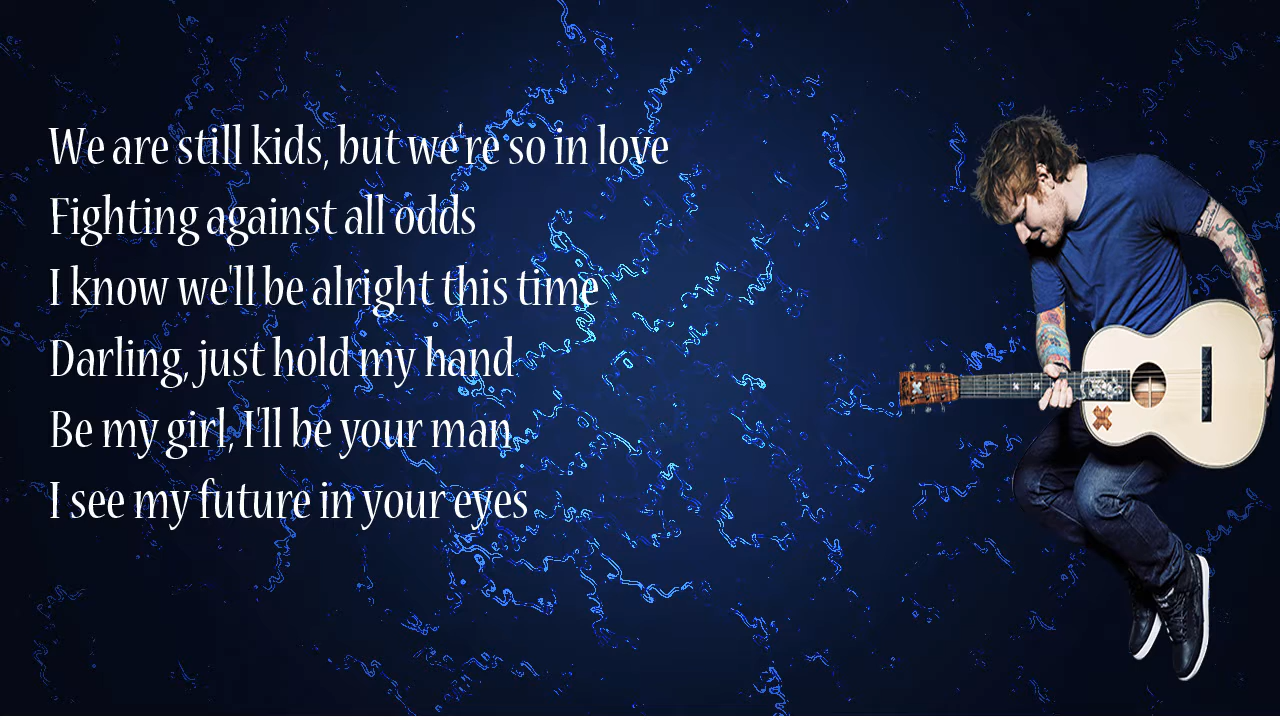 We are still kids, but we're so in love
Fighting against all odds
I know we'll be alright this time
Darling, just hold my hand
Be my girl, I'll be your man
I see my future in your eyes